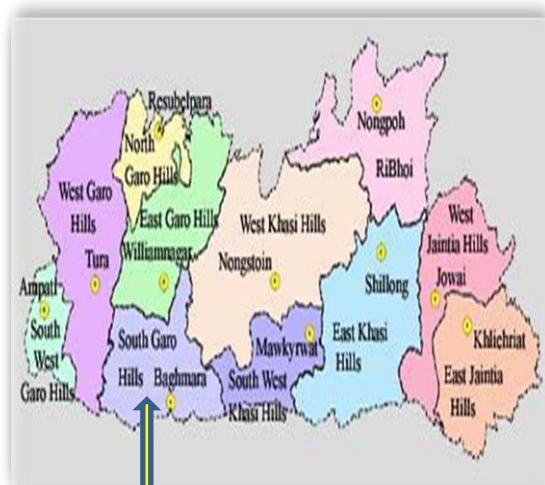 Resubelpara
North
Garo Hills
West Garo
Hills
Tura
East Garo Hills
Williamnagar
Ampati
South
West
Garo Hills
South Garo
Hills
Baghmara
West Khasi Hills
Nongstoin
Mawkyrwat
South West
Khasi Hills
Nongpoh
RiBhoi
Shillong
East Khasi
Hills
West
Jaintia Hills
Jowai
Khliehriat
East Jaintia
Hills